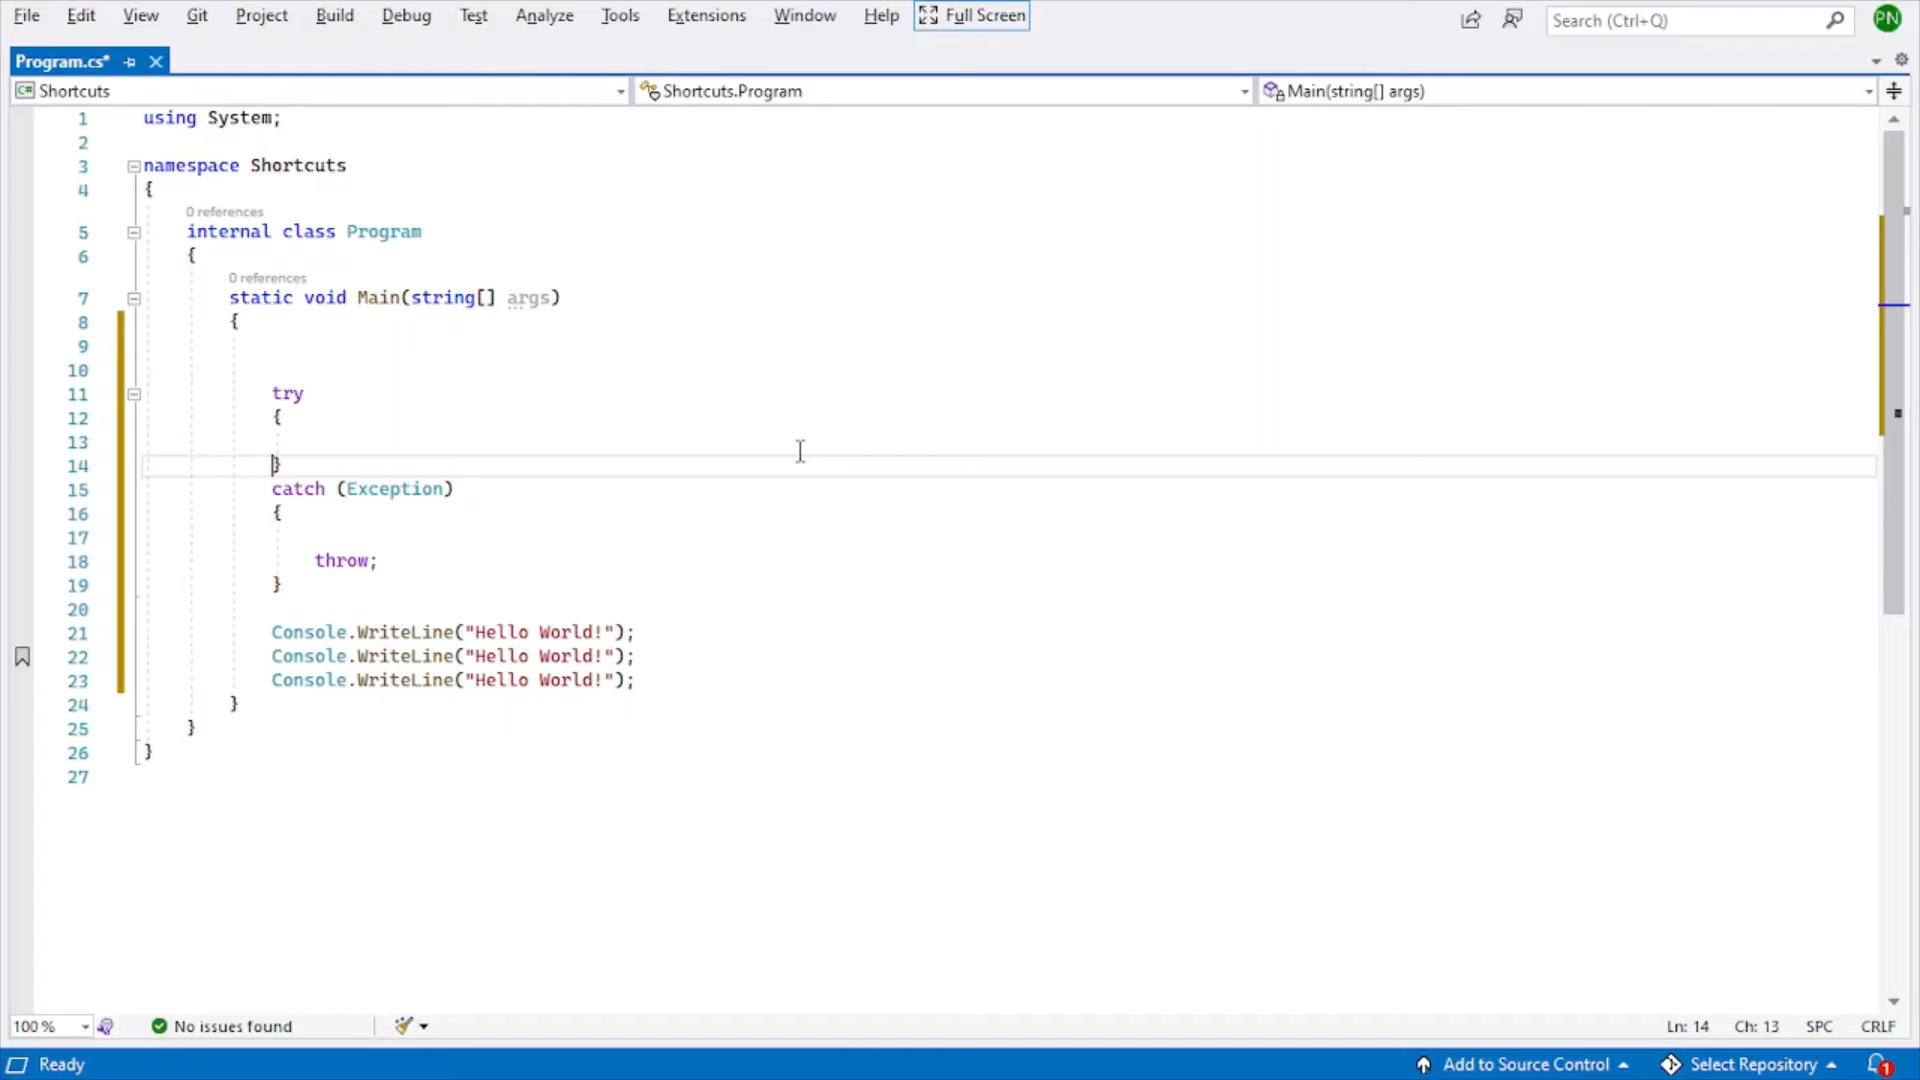 File Edit View Git Project Build Debug Test Analyze Tools Extensions Window Help Full Screen Search (Ctrl+Q) PN
Program.cs*
C# Shortcuts Shortcuts.Program Main(string[] args)
1 using System;
2
3 namespace Shortcuts
4 {
0 references
5 internal class Program
6 {
0 references
7 static void Main(string[] args)
8 {
9
10
11 try
12 {
13
14 }
15 catch (Exception)
16 {
17
18 throw;
19 }
20
21 Console.WriteLine("Hello World!");
22 Console.WriteLine("Hello World!");
23 Console.WriteLine("Hello World!");
24 }
25 }
26 }
27
100 % No issues found Ln: 14 Ch: 13 SPC CRLF
Ready Add to Source Control Select Repository 1